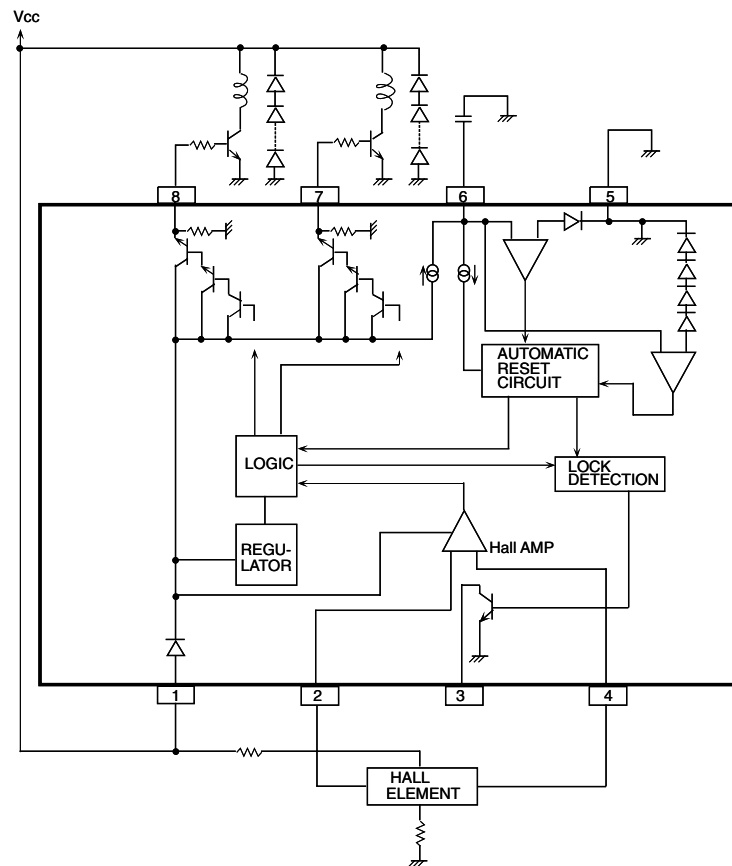 Vcc
8
7
6
5
AUTOMATIC
RESET
CIRCUIT
LOGIC
LOCK
DETECTION
REGU-
LATOR
Hall AMP
1
2
3
4
HALL
ELEMENT